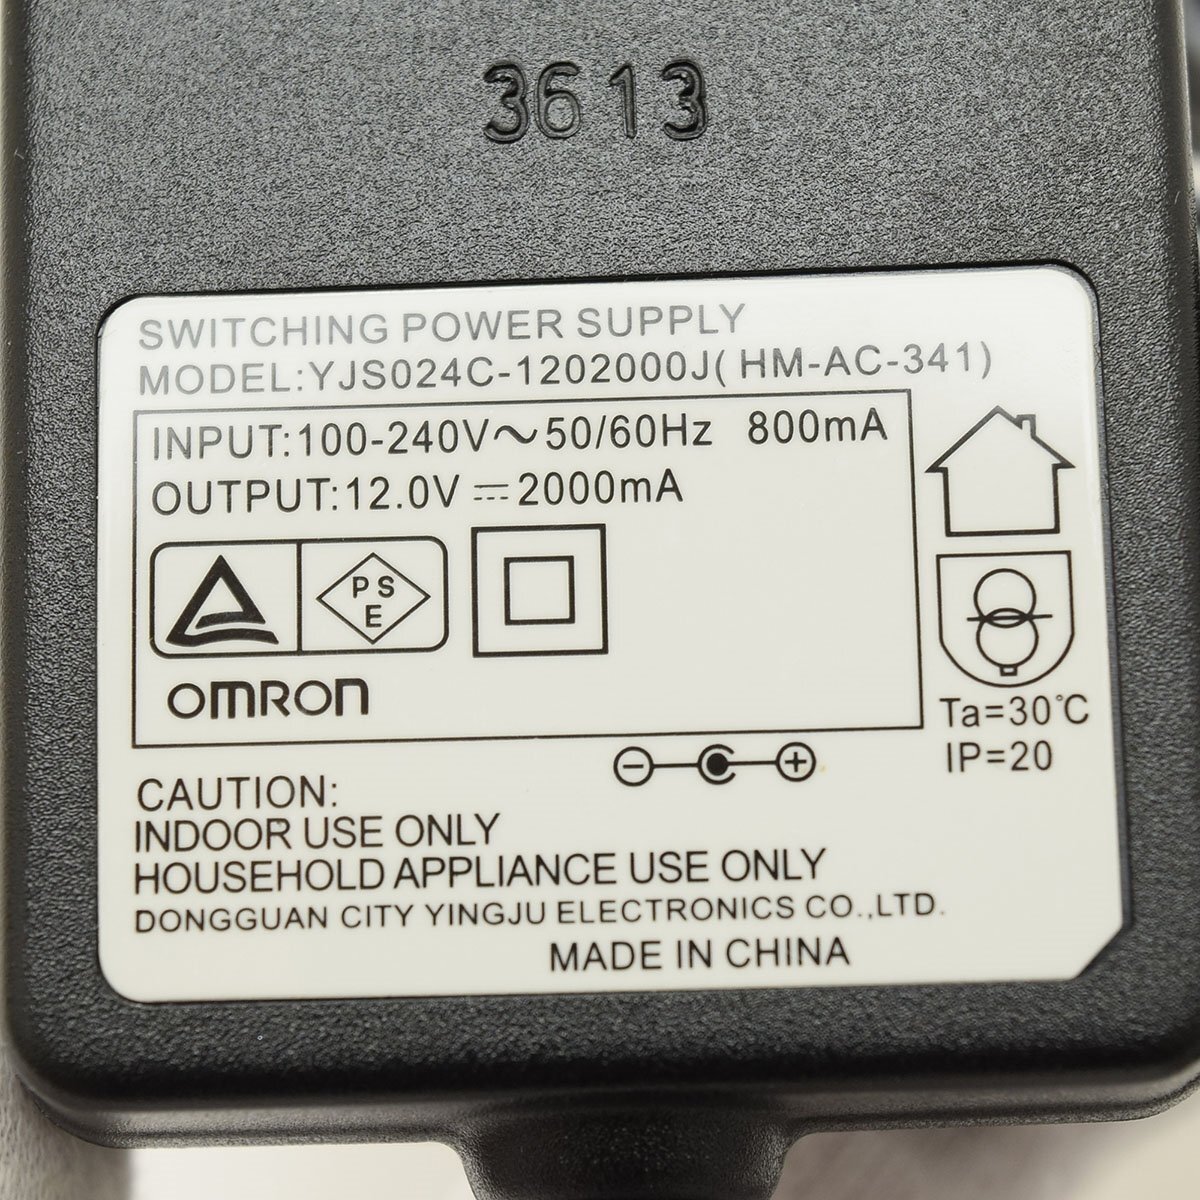 3613
SWITCHING POWER SUPPLY
MODEL:YJS024C-1202000J( HM-AC-341)
INPUT:100-240V～50/60Hz 800mA
OUTPUT:12.0V ⎓2000mA
PS
E
OMRON
Ta=30℃
IP=20
CAUTION:
INDOOR USE ONLY
HOUSEHOLD APPLIANCE USE ONLY
DONGGUAN CITY YINGJU ELECTRONICS CO.,LTD.
MADE IN CHINA